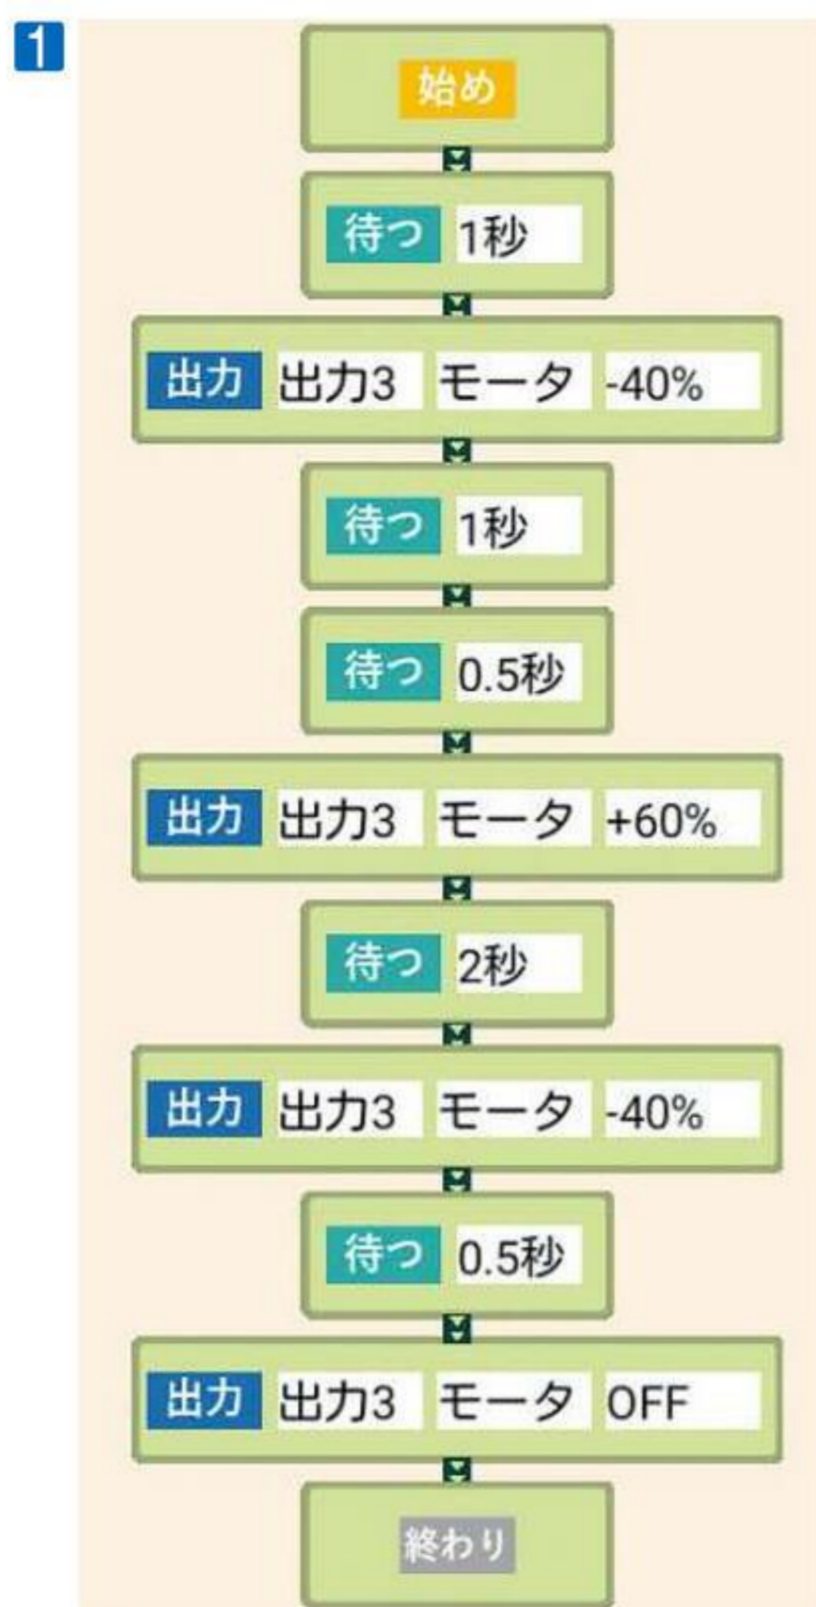 1
始め
待つ 1秒
出力 出力3 モータ -40%
待つ 1秒
待つ 0.5秒
出力 出力3 モータ +60%
待つ 2秒
出力 出力3 モータ -40%
待つ 0.5秒
出力 出力3 モータ OFF
終わり